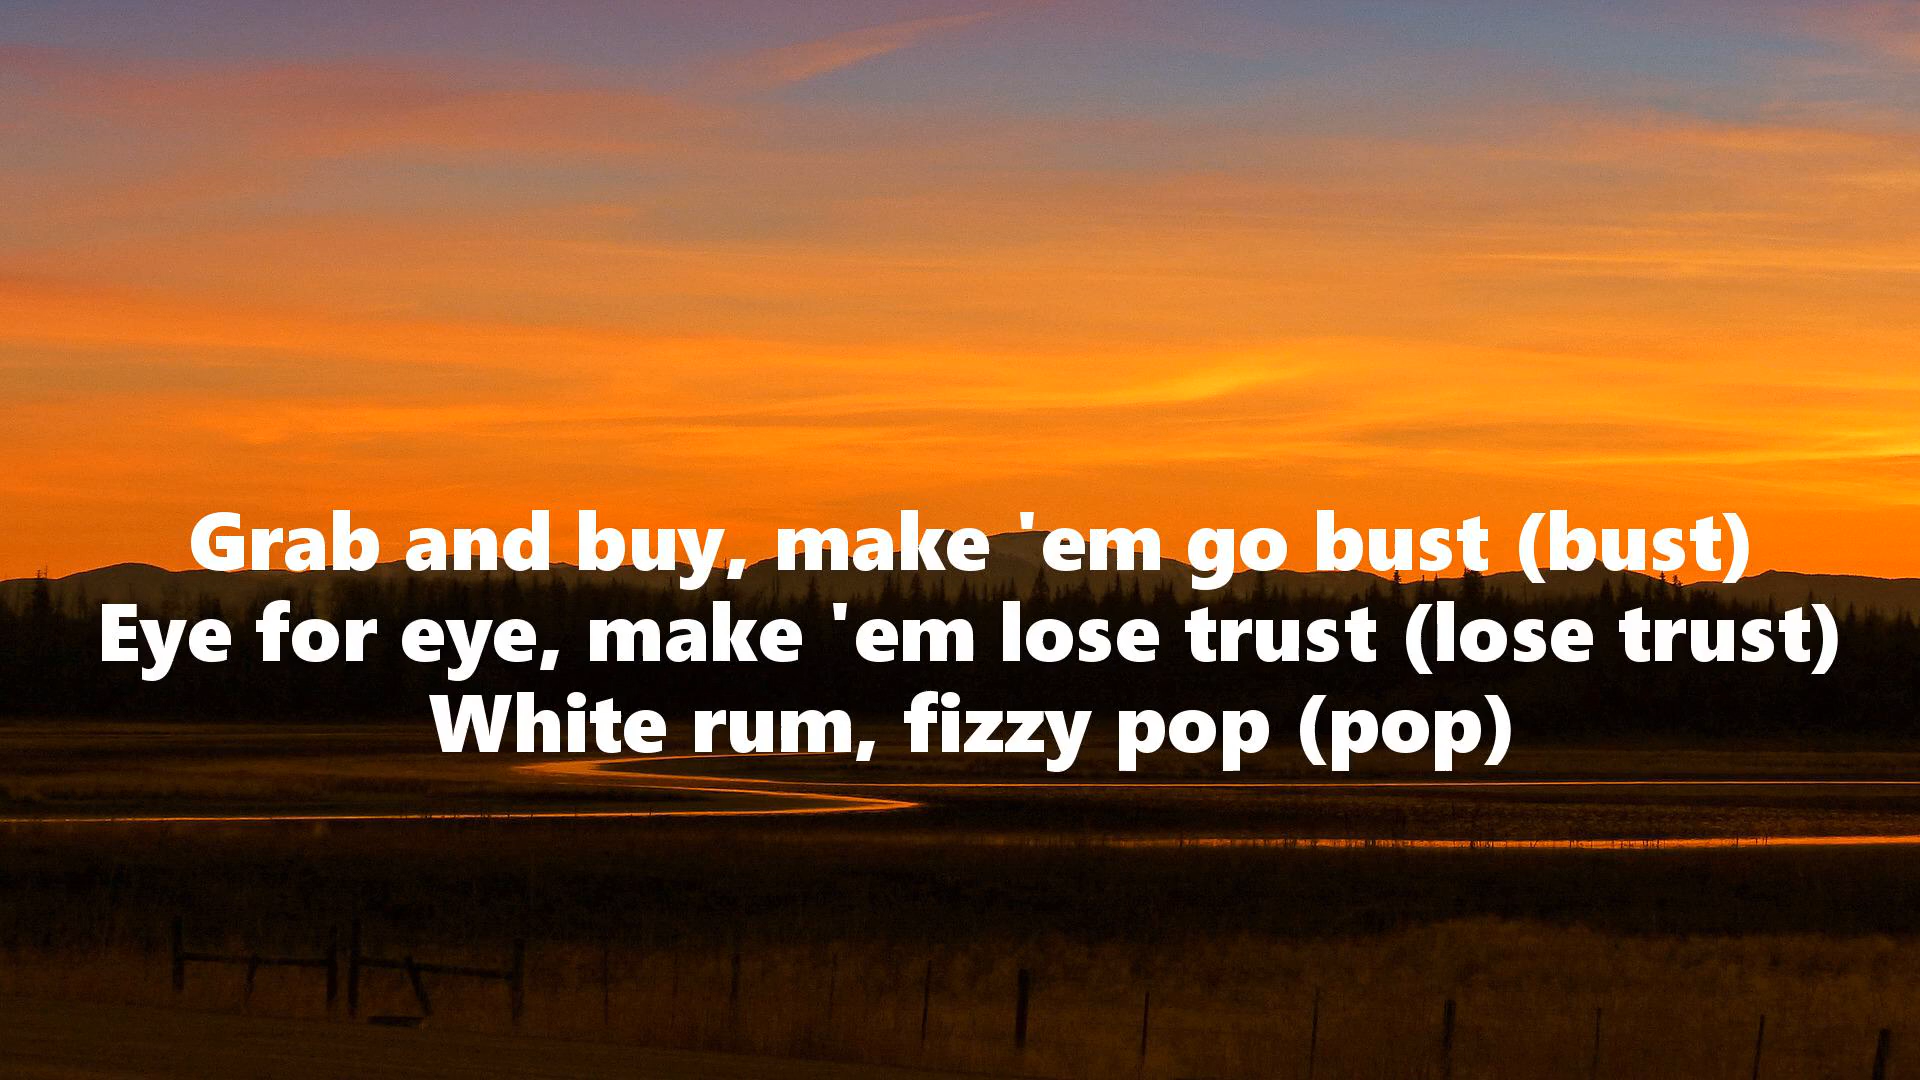 Grab and buy, make 'em go bust (bust)
Eye for eye, make 'em lose trust (lose trust)
White rum, fizzy pop (pop)